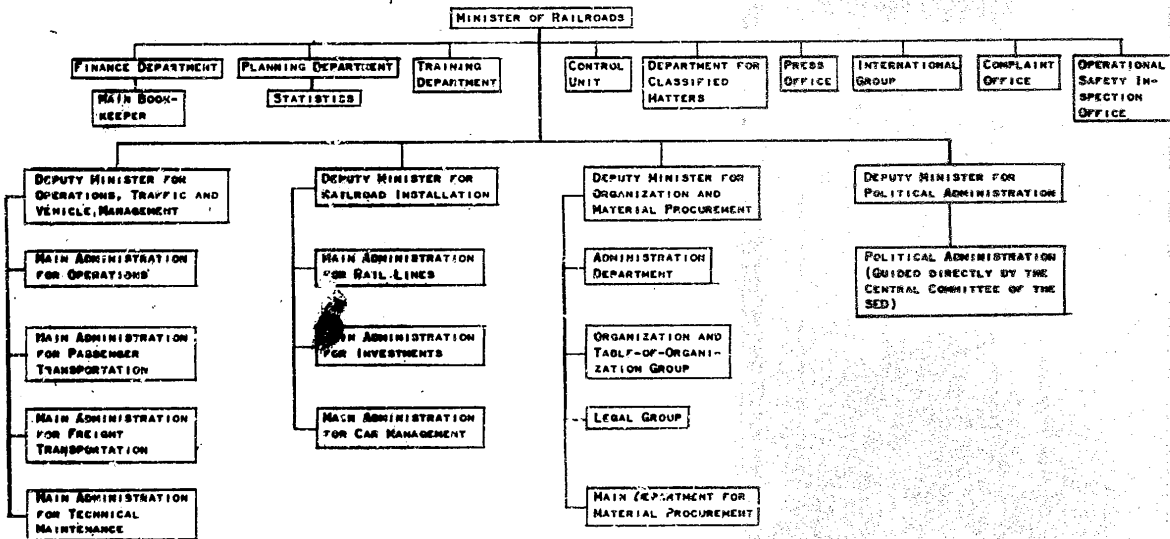 MINISTER OF RAILROADS
FINANCE DEPARTMENT
MAIN BOOK-
KEEPER
PLANNING DEPARTMENT
STATISTICS
TRAINING
DEPARTMENT
CONTROL
UNIT
DEPARTMENT FOR
CLASSIFIED
HATTERS
PRESS
OFFICE
INTERNATIONAL
GROUP
COMPLAINT
OFFICE
OPERATIONAL
SAFETY IN-
SPECTION
OFFICE
DEPUTY MINISTER FOR
OPERATIONS, TRAFFIC AND
VEHICLE, MANAGEMENT
MAIN ADMINISTRATION
FOR OPERATIONS
MAIN ADMINISTRATION
FOR PASSENGER
TRANSPORTATION
MAIN ADMINISTRATION
FOR FREIGHT
TRANSPORTATION
MAIN ADMINISTRATION
FOR TECHNICAL
MAINTENANCE
DEPUTY MINISTER FOR
RAILROAD INSTALLATION
MAIN ADMINISTRATION
FOR RAIL LINES
MAIN ADMINISTRATION
FOR INVESTMENTS
MAIN ADMINISTRATION
FOR CAR MANAGEMENT
DEPUTY MINISTER FOR
ORGANIZATION AND
MATERIAL PROCUREMENT
ADMINISTRATION
DEPARTMENT
ORGANIZATION AND
TABLE-OF-ORGANI-
ZATION GROUP
LEGAL GROUP
MAIN DEPARTMENT FOR
MATERIAL PROCUREMENT
DEPUTY MINISTER FOR
POLITICAL ADMINISTRATION
POLITICAL ADMINISTRATION
(GUIDED DIRECTLY BY THE
CENTRAL COMMITTEE OF THE
SED)